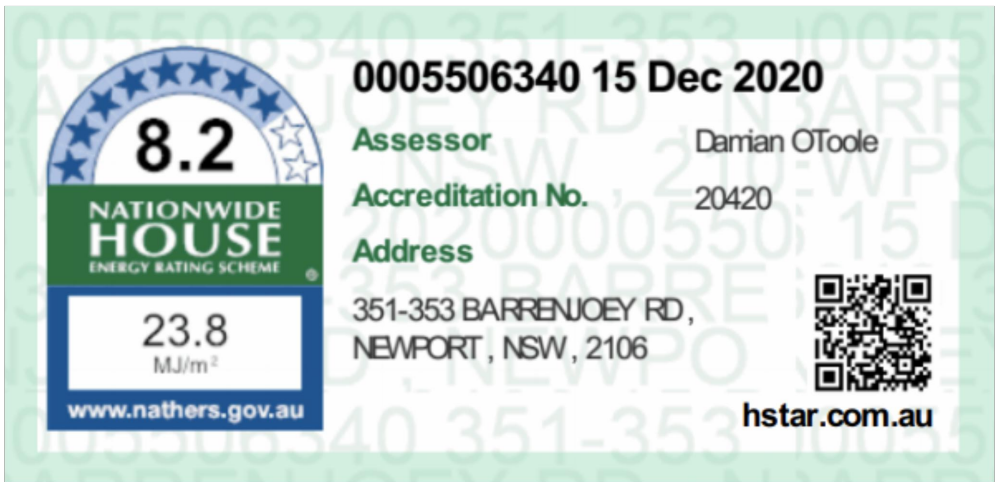 0005506340 15 Dec 2020
8.2
NATIONWIDE
HOUSE
ENERGY RATING SCHEME ®
23.8
MJ/m²
www.nathers.gov.au
Assessor Damian OToole
Accreditation No. 20420
Address
351-353 BARRENJOEY RD ,
NEWPORT , NSW , 2106
hstar.com.au